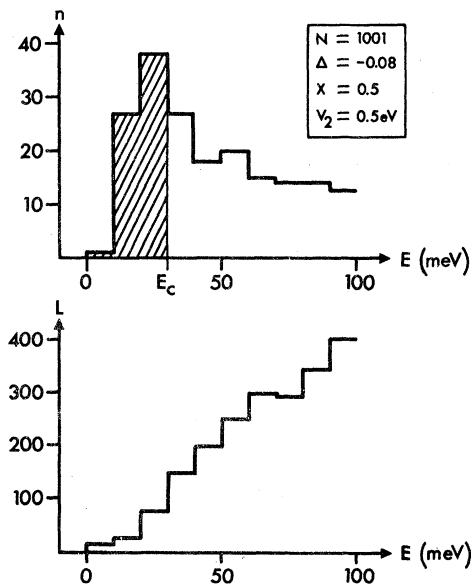 n
40
30
20
10
N = 1001
Δ = -0.08
X = 0.5
V₂ = 0.5eV
0 E_c 50 100 E (meV)
L
400
300
200
100
0 50 100 E (meV)